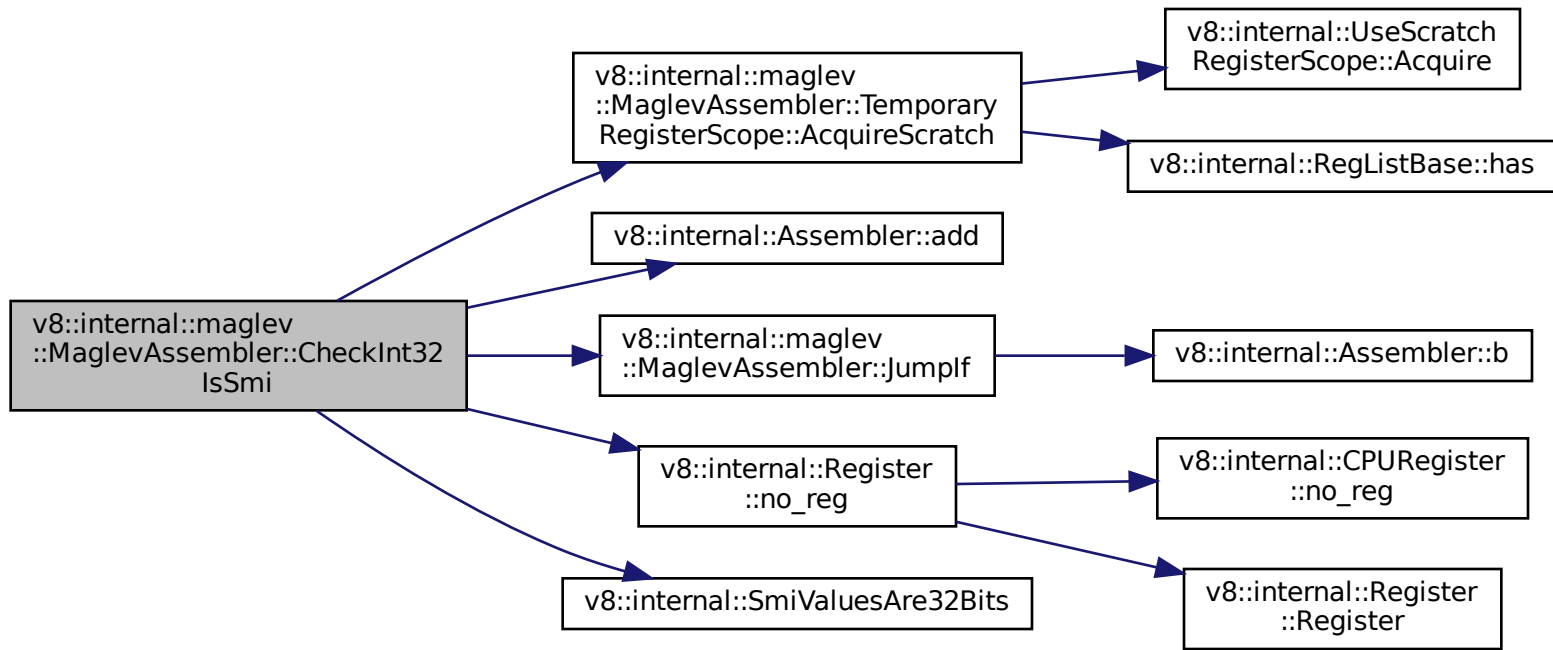 v8::internal::maglev
::MaglevAssembler::CheckInt32
IsSmi
v8::internal::maglev
::MaglevAssembler::Temporary
RegisterScope::AcquireScratch
v8::internal::UseScratch
RegisterScope::Acquire
v8::internal::RegListBase::has
v8::internal::Assembler::add
v8::internal::maglev
::MaglevAssembler::JumpIf
v8::internal::Assembler::b
v8::internal::Register
::no_reg
v8::internal::CPURegister
::no_reg
v8::internal::Register
::Register
v8::internal::SmiValuesAre32Bits